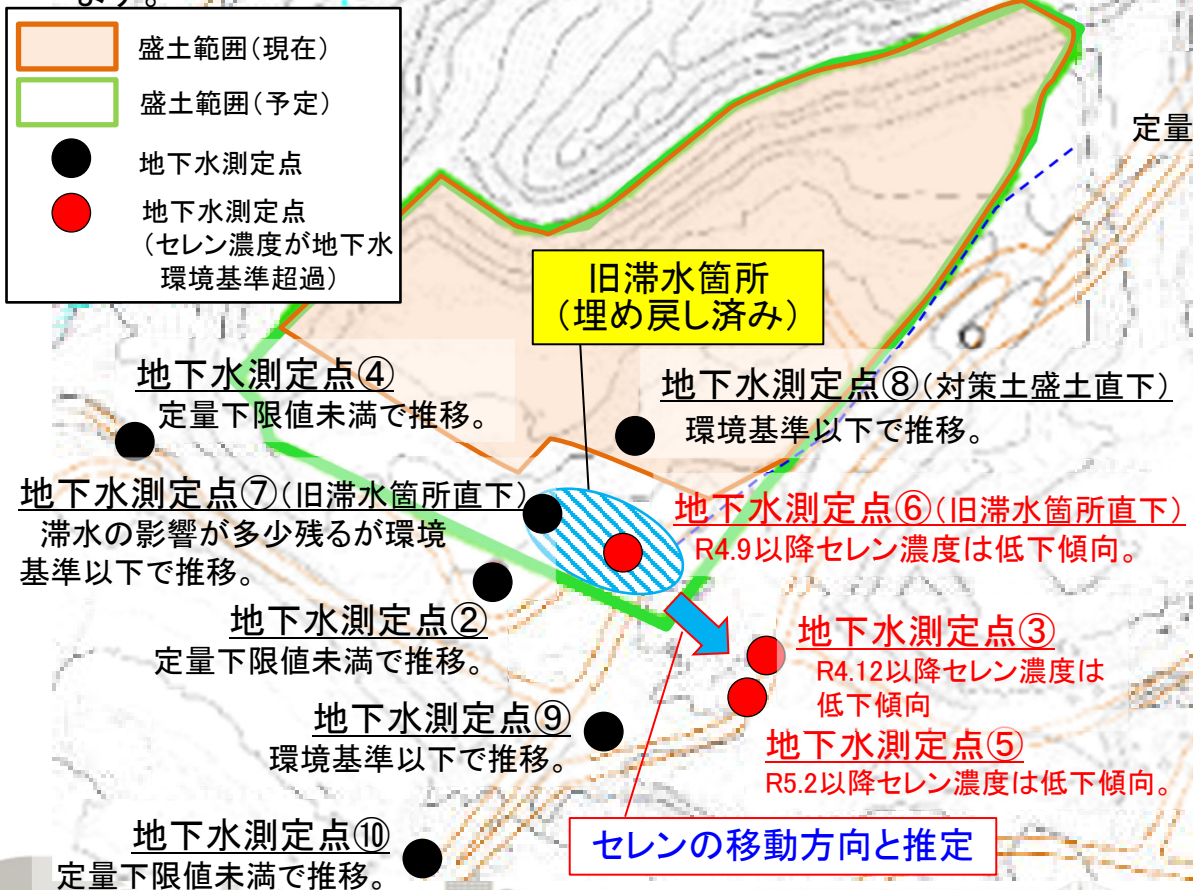 ます。
盛土範囲(現在)
盛土範囲(予定)
地下水測定点
地下水測定点
(セレン濃度が地下水
環境基準超過)
定量
旧滞水箇所
(埋め戻し済み)
地下水測定点④
定量下限値未満で推移。
地下水測定点⑧(対策土盛土直下)
環境基準以下で推移。
地下水測定点⑦(旧滞水箇所直下)
滞水の影響が多少残るが環境
基準以下で推移。
地下水測定点⑥(旧滞水箇所直下)
R4.9以降セレン濃度は低下傾向。
地下水測定点②
定量下限値未満で推移。
地下水測定点③
R4.12以降セレン濃度は
低下傾向
地下水測定点⑨
環境基準以下で推移。
地下水測定点⑤
R5.2以降セレン濃度は低下傾向。
地下水測定点⑩
定量下限値未満で推移。
セレンの移動方向と推定